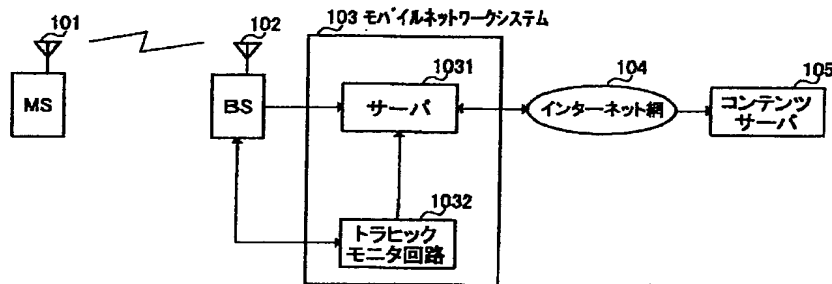 101
102
103 モバイルネットワークシステム
MS
BS
1031
サーバ
104
インターネット網
105
コンテンツ
サーバ
1032
トラヒック
モニタ回路